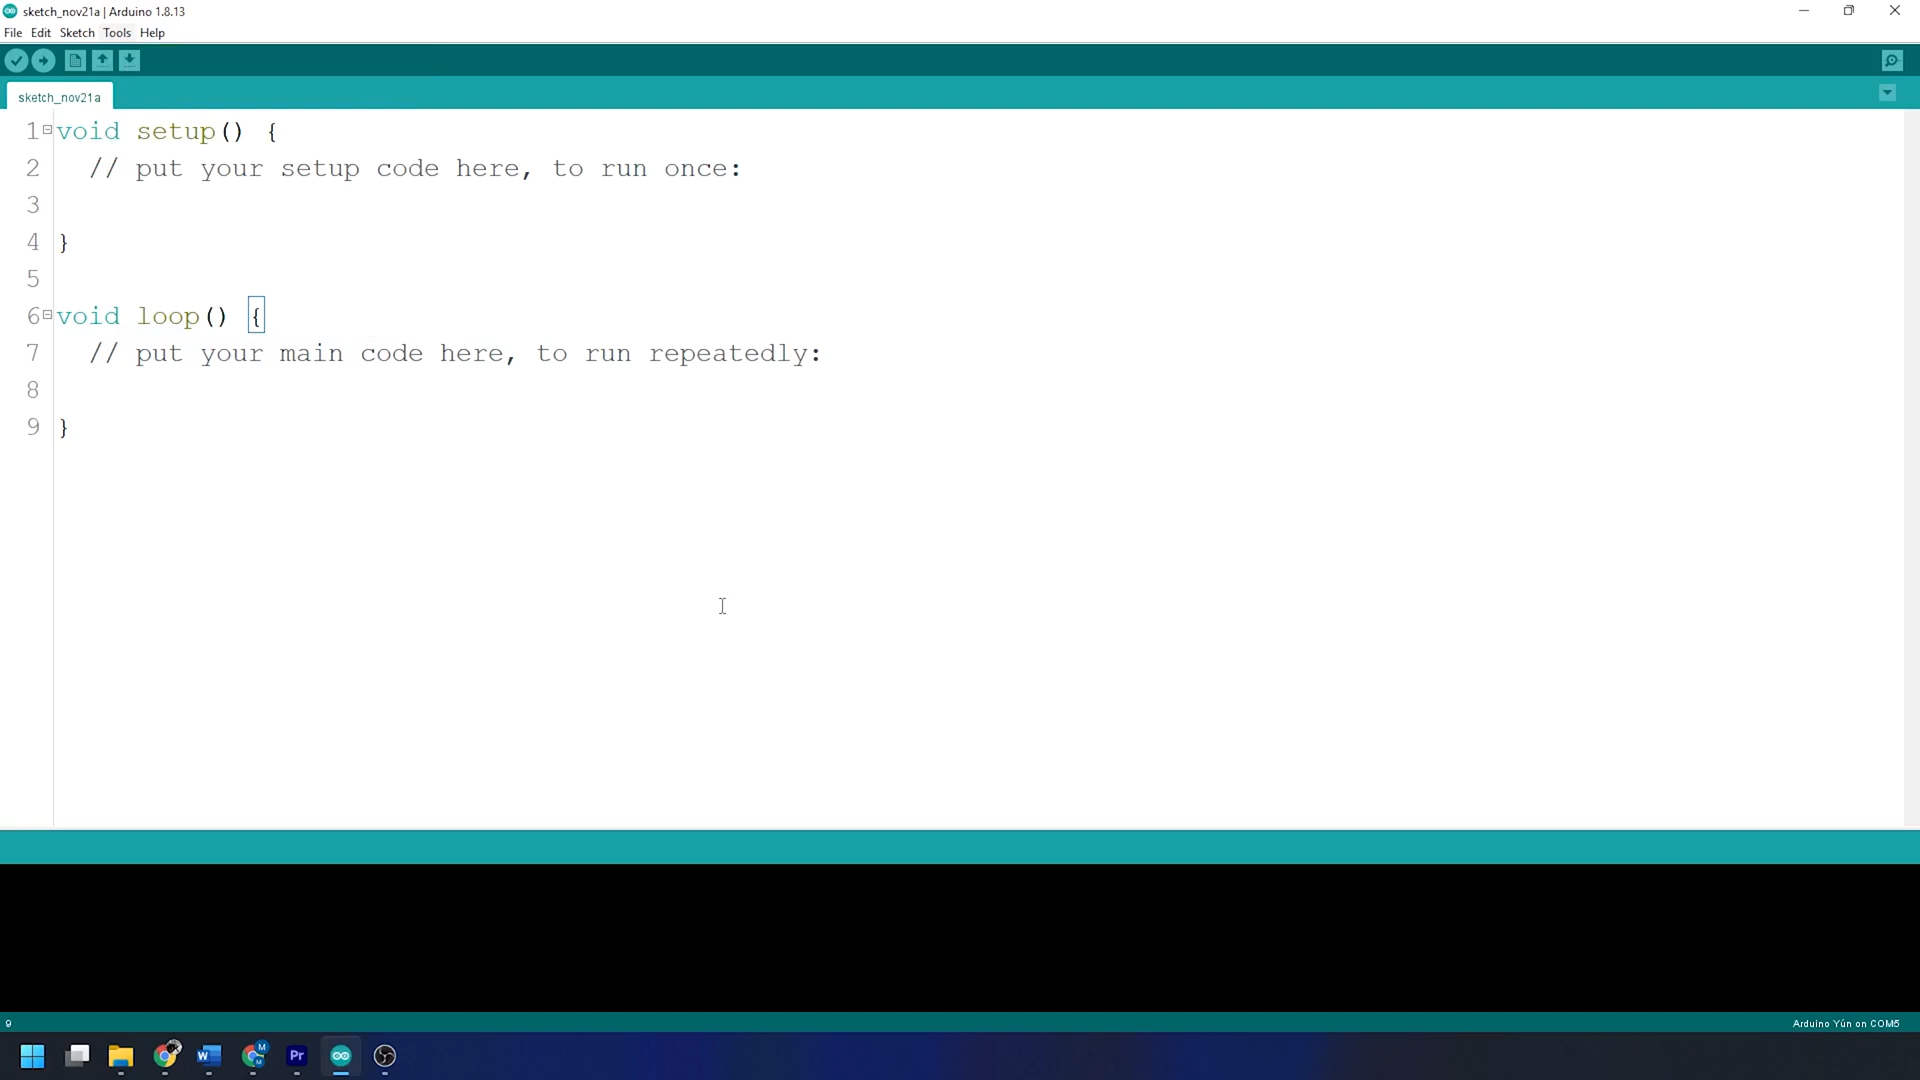 sketch_nov21a | Arduino 1.8.13
File Edit Sketch Tools Help
sketch_nov21a
1 void setup() {
2 // put your setup code here, to run once:
3
4 }
5
6 void loop() {
7 // put your main code here, to run repeatedly:
8
9 }
9
Arduino Yún on COM5
W
M
M
Pr